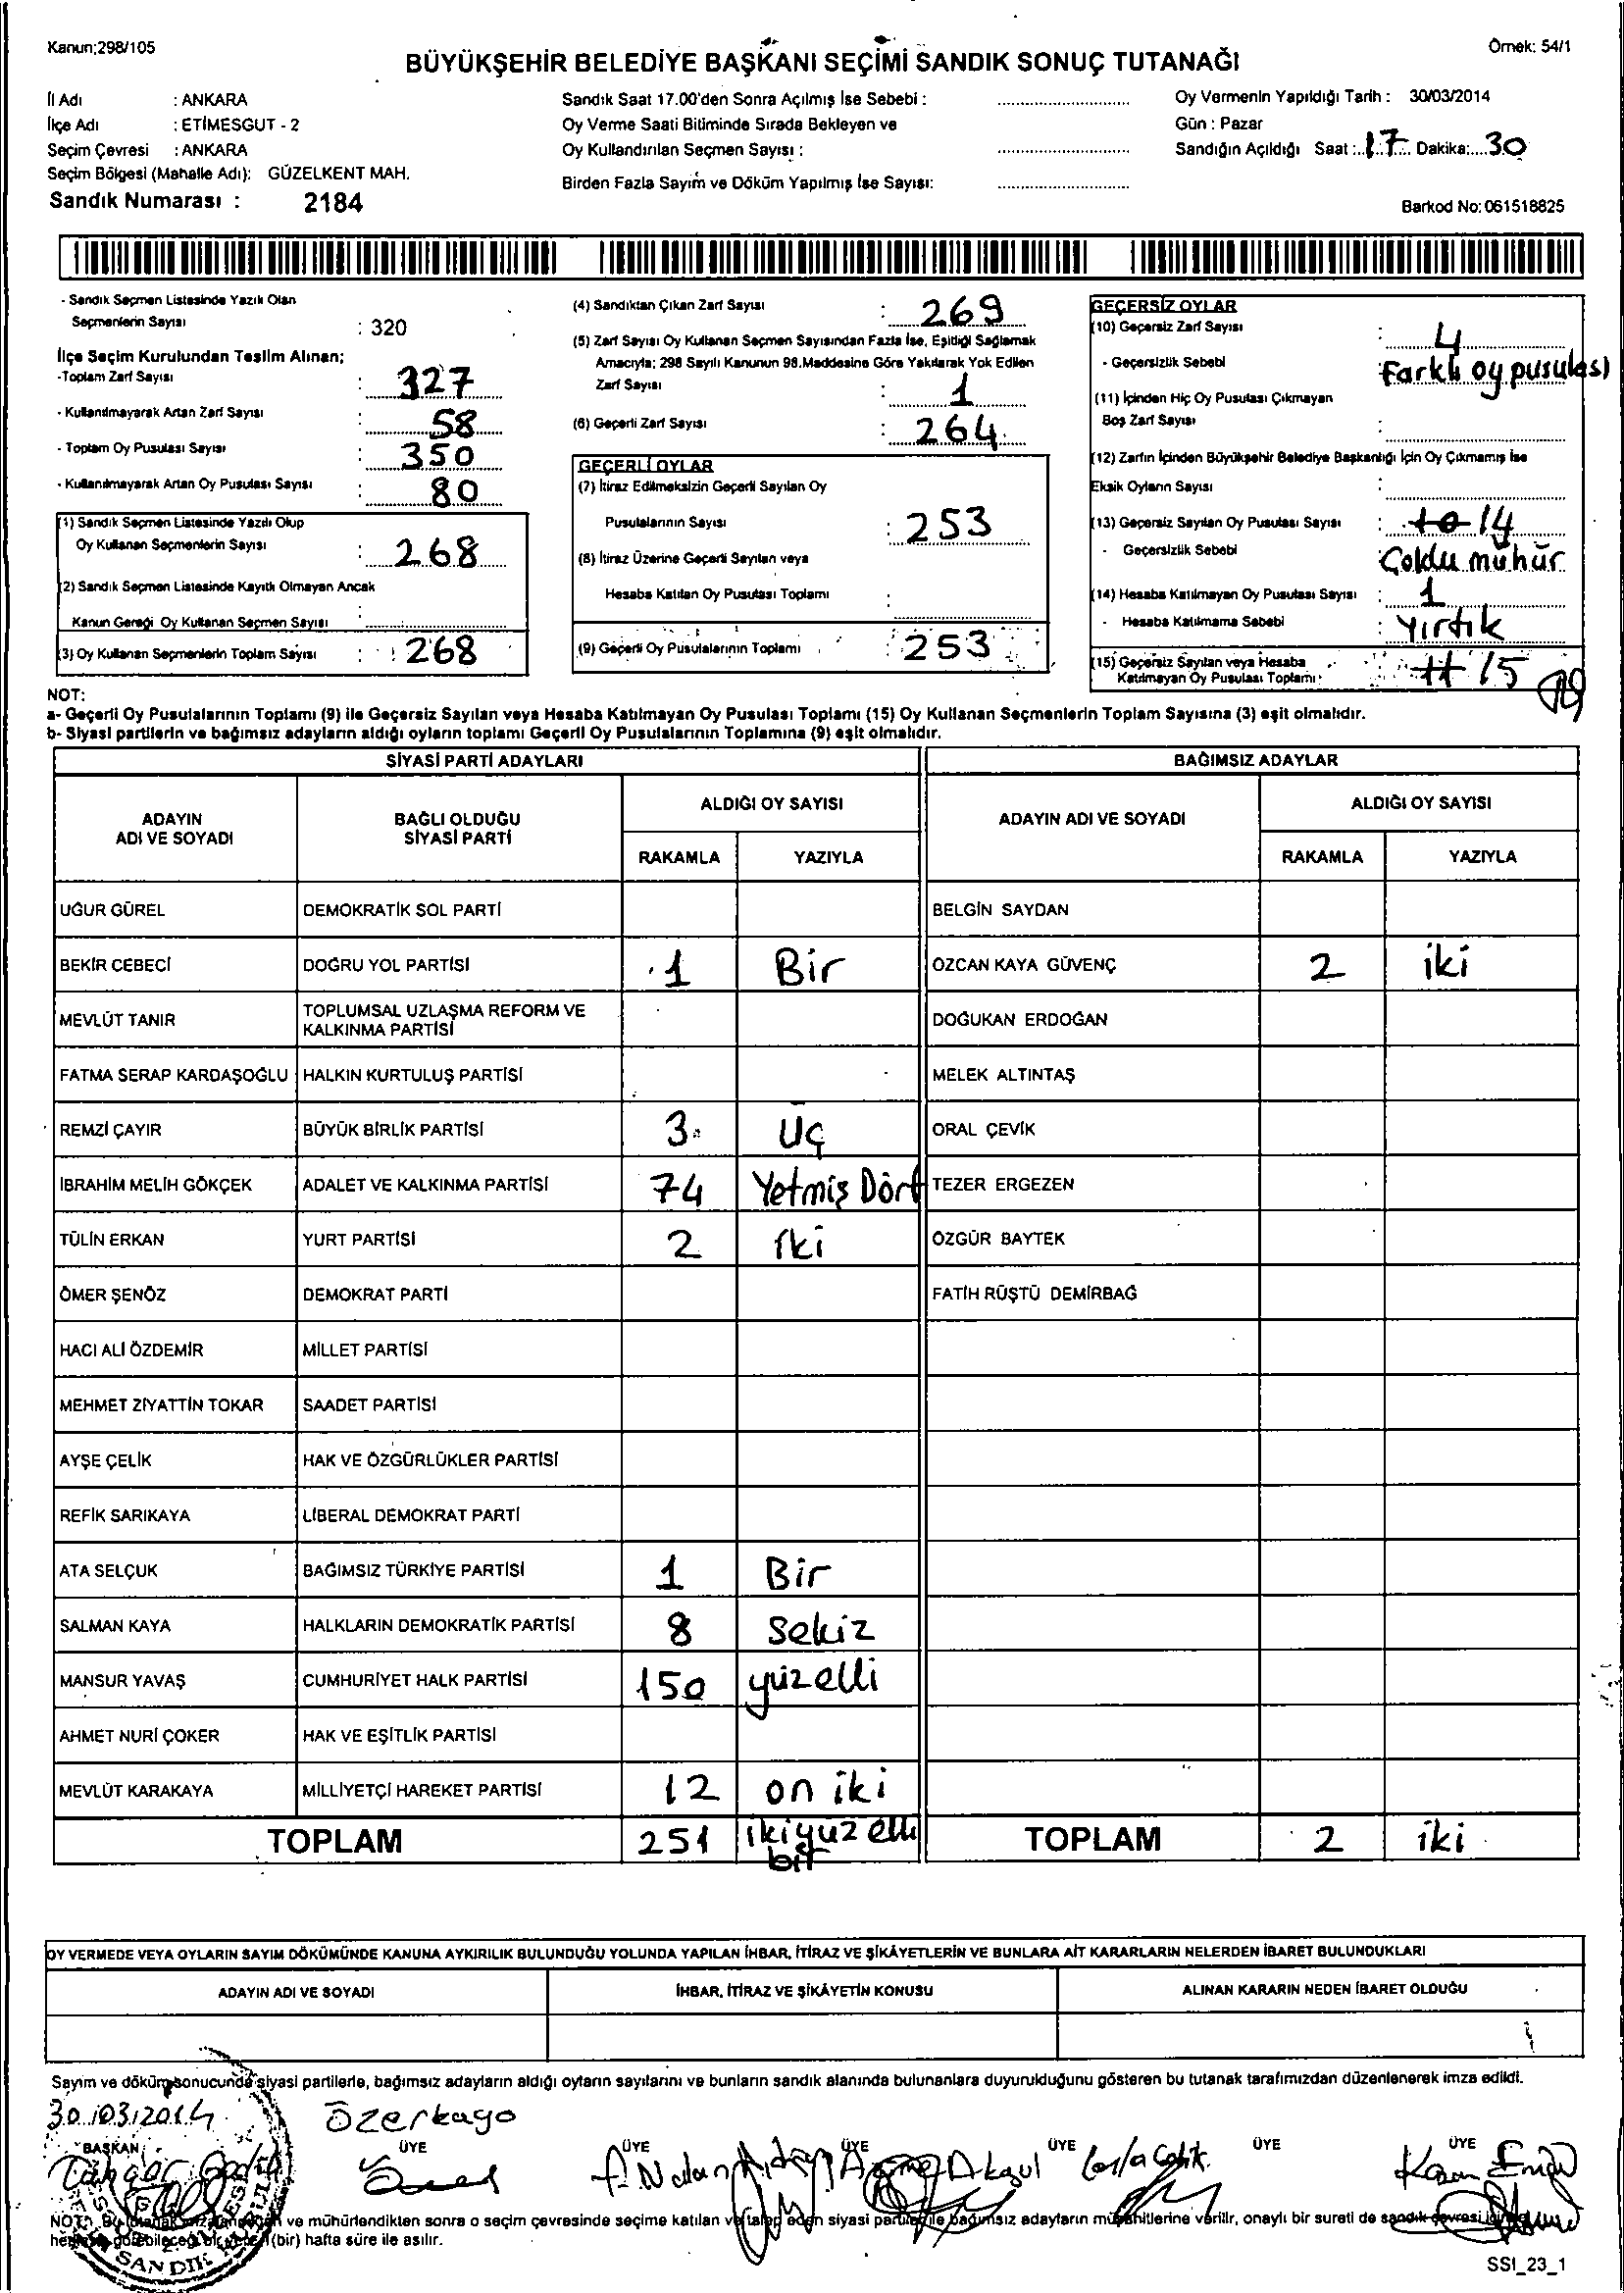 Kanun;298/105
Örnek: 54/1
BÜYÜKŞEHİR BELEDİYE BAŞKANI SEÇİMİ SANDIK SONUÇ TUTANAĞI
İl Adı : ANKARA
İlçe Adı : ETİMESGUT - 2
Seçim Çevresi : ANKARA
Seçim Bölgesi (Mahalle Adı): GÜZELKENT MAH.
Sandık Numarası : 2184
Sandık Saat 17.00'den Sonra Açılmış İse Sebebi :
Oy Verme Saati Bitiminde Sırada Bekleyen ve
Oy Kullandırılan Seçmen Sayısı :
Birden Fazla Sayım ve Döküm Yapılmış İse Sayısı:
Oy Vermenin Yapıldığı Tarih : 30/03/2014
Gün : Pazar
Sandığın Açıldığı Saat : 17 Dakika: 30
Barkod No: 061518825
- Sandık Seçmen Listesinde Yazılı Olan
Seçmenlerin Sayısı : 320
İlçe Seçim Kurulundan Teslim Alınan;
-Toplam Zarf Sayısı : 327
- Kullanılmayarak Artan Zarf Sayısı : 58
- Toplam Oy Pusulası Sayısı : 350
- Kullanılmayarak Artan Oy Pusulası Sayısı : 80
(1) Sandık Seçmen Listesinde Yazılı Olup
Oy Kullanan Seçmenlerin Sayısı : 268
(2) Sandık Seçmen Listesinde Kayıtlı Olmayan Ancak
Kanun Gereği Oy Kullanan Seçmen Sayısı :
(3) Oy Kullanan Seçmenlerin Toplam Sayısı : 268
(4) Sandıktan Çıkan Zarf Sayısı : 269
(5) Zarf Sayısı Oy Kullanan Seçmen Sayısından Fazla İse, Eşitliği Sağlamak
Amacıyla; 298 Sayılı Kanunun 98.Maddesine Göre Yakılarak Yok Edilen
Zarf Sayısı : 1
(6) Geçerli Zarf Sayısı : 264
GEÇERLİ OYLAR
(7) İtiraz Edilmeksizin Geçerli Sayılan Oy
Pusulalarının Sayısı : 253
(8) İtiraz Üzerine Geçerli Sayılan veya
Hesaba Katılan Oy Pusulası Toplamı :
(9) Geçerli Oy Pusulalarının Toplamı : 253
GEÇERSİZ OYLAR
(10) Geçersiz Zarf Sayısı : 4
- Geçersizlik Sebebi Farklı oy pusulası
(11) İçinden Hiç Oy Pusulası Çıkmayan
Boş Zarf Sayısı :
(12) Zarfın İçinden Büyükşehir Belediye Başkanlığı İçin Oy Çıkmamış İse
Eksik Oyların Sayısı :
(13) Geçersiz Sayılan Oy Pusulası Sayısı : 10 14
- Geçersizlik Sebebi Çoklu mühür
(14) Hesaba Katılmayan Oy Pusulası Sayısı : 1
- Hesaba Katılmama Sebebi : Yırtık
(15) Geçersiz Sayılan veya Hesaba
Katılmayan Oy Pusulası Toplamı : 11 15
NOT:
a- Geçerli Oy Pusulalarının Toplamı (9) ile Geçersiz Sayılan veya Hesaba Katılmayan Oy Pusulası Toplamı (15) Oy Kullanan Seçmenlerin Toplam Sayısına (3) eşit olmalıdır.
b- Siyasi partilerin ve bağımsız adayların aldığı oyların toplamı Geçerli Oy Pusulalarının Toplamına (9) eşit olmalıdır.
SİYASİ PARTİ ADAYLARI
BAĞIMSIZ ADAYLAR
ADAYIN ADI VE SOYADI
BAĞLI OLDUĞU SİYASİ PARTİ
ALDIĞI OY SAYISI
ADAYIN ADI VE SOYADI
ALDIĞI OY SAYISI
RAKAMLA YAZIYLA
RAKAMLA YAZIYLA
UĞUR GÜREL DEMOKRATİK SOL PARTİ BELGİN SAYDAN
BEKİR CEBECİ DOĞRU YOL PARTİSİ 1 Bir ÖZCAN KAYA GÜVENÇ 2 iki
MEVLÜT TANIR TOPLUMSAL UZLAŞMA REFORM VE KALKINMA PARTİSİ DOĞUKAN ERDOĞAN
FATMA SERAP KARDAŞOĞLU HALKIN KURTULUŞ PARTİSİ MELEK ALTINTAŞ
REMZİ ÇAYIR BÜYÜK BİRLİK PARTİSİ 3 Üç ORAL ÇEVİK
İBRAHİM MELİH GÖKÇEK ADALET VE KALKINMA PARTİSİ 74 Yetmiş Dört TEZER ERGEZEN
TÜLİN ERKAN YURT PARTİSİ 2 İki ÖZGÜR BAYTEK
ÖMER ŞENÖZ DEMOKRAT PARTİ FATİH RÜŞTÜ DEMİRBAĞ
HACI ALİ ÖZDEMİR MİLLET PARTİSİ
MEHMET ZİYATTİN TOKAR SAADET PARTİSİ
AYŞE ÇELİK HAK VE ÖZGÜRLÜKLER PARTİSİ
REFİK SARIKAYA LİBERAL DEMOKRAT PARTİ
ATA SELÇUK BAĞIMSIZ TÜRKİYE PARTİSİ 1 Bir
SALMAN KAYA HALKLARIN DEMOKRATİK PARTİSİ 8 Sekiz
MANSUR YAVAŞ CUMHURİYET HALK PARTİSİ 150 yüzelli
AHMET NURİ ÇOKER HAK VE EŞİTLİK PARTİSİ
MEVLÜT KARAKAYA MİLLİYETÇİ HAREKET PARTİSİ 12 on iki
TOPLAM 251 ikiyüz elli bir TOPLAM 2 iki
OY VERMEDE VEYA OYLARIN SAYIM DÖKÜMÜNDE KANUNA AYKIRILIK BULUNDUĞU YOLUNDA YAPILAN İHBAR, İTİRAZ VE ŞİKÂYETLERİN VE BUNLARA AİT KARARLARIN NELERDEN İBARET BULUNDUKLARI
ADAYIN ADI VE SOYADI İHBAR, İTİRAZ VE ŞİKÂYETİN KONUSU ALINAN KARARIN NEDEN İBARET OLDUĞU
Sayım ve döküm sonucunda siyasi partilerle, bağımsız adayların aldığı oyların sayılarını ve bunların sandık alanında bulunanlara duyurulduğunu gösteren bu tutanak tarafımızdan düzenlenerek imza edildi.
30/03/2014
BAŞKAN ÜYE ÜYE ÜYE ÜYE ÜYE ÜYE
NOT: Bu ve mühürlendikten sonra o seçim çevresinde seçime katılan ve talep eden siyasi partiler ile bağımsız adayların müşahitlerine verilir, onaylı bir sureti de sandık çevresi
(bir) hafta süre ile asılır.
SANDIK
SSI_23_1